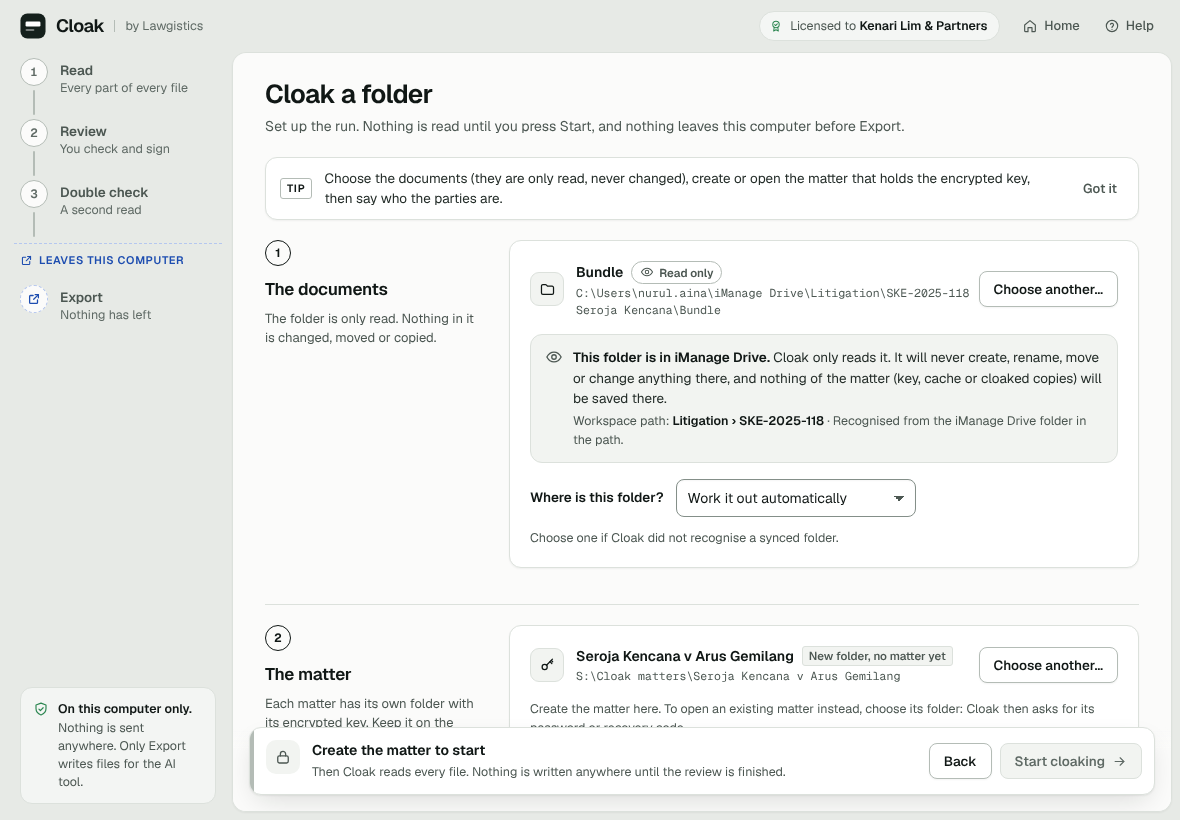 Cloak
by Lawgistics
Licensed to Kenari Lim & Partners
Home
Help
1
Read
Every part of every file
2
Review
You check and sign
3
Double check
A second read
LEAVES THIS COMPUTER
Export
Nothing has left
On this computer only.
Nothing is sent
anywhere. Only Export
writes files for the AI
tool.
Cloak a folder
Set up the run. Nothing is read until you press Start, and nothing leaves this computer before Export.
TIP
Choose the documents (they are only read, never changed), create or open the matter that holds the encrypted key,
then say who the parties are.
Got it
1
The documents
The folder is only read. Nothing in it
is changed, moved or copied.
Bundle
Read only
C:\Users\nurul.aina\iManage Drive\Litigation\SKE-2025-118
Seroja Kencana\Bundle
Choose another...
This folder is in iManage Drive. Cloak only reads it. It will never create, rename, move
or change anything there, and nothing of the matter (key, cache or cloaked copies) will
be saved there.
Workspace path: Litigation › SKE-2025-118 · Recognised from the iManage Drive folder in
the path.
Where is this folder?
Work it out automatically
Choose one if Cloak did not recognise a synced folder.
2
The matter
Each matter has its own folder with
its encrypted key. Keep it on the
Seroja Kencana v Arus Gemilang
New folder, no matter yet
S:\Cloak matters\Seroja Kencana v Arus Gemilang
Choose another...
Create the matter here. To open an existing matter instead, choose its folder: Cloak then asks for its
password or recovery code.
Create the matter to start
Then Cloak reads every file. Nothing is written anywhere until the review is finished.
Back
Start cloaking